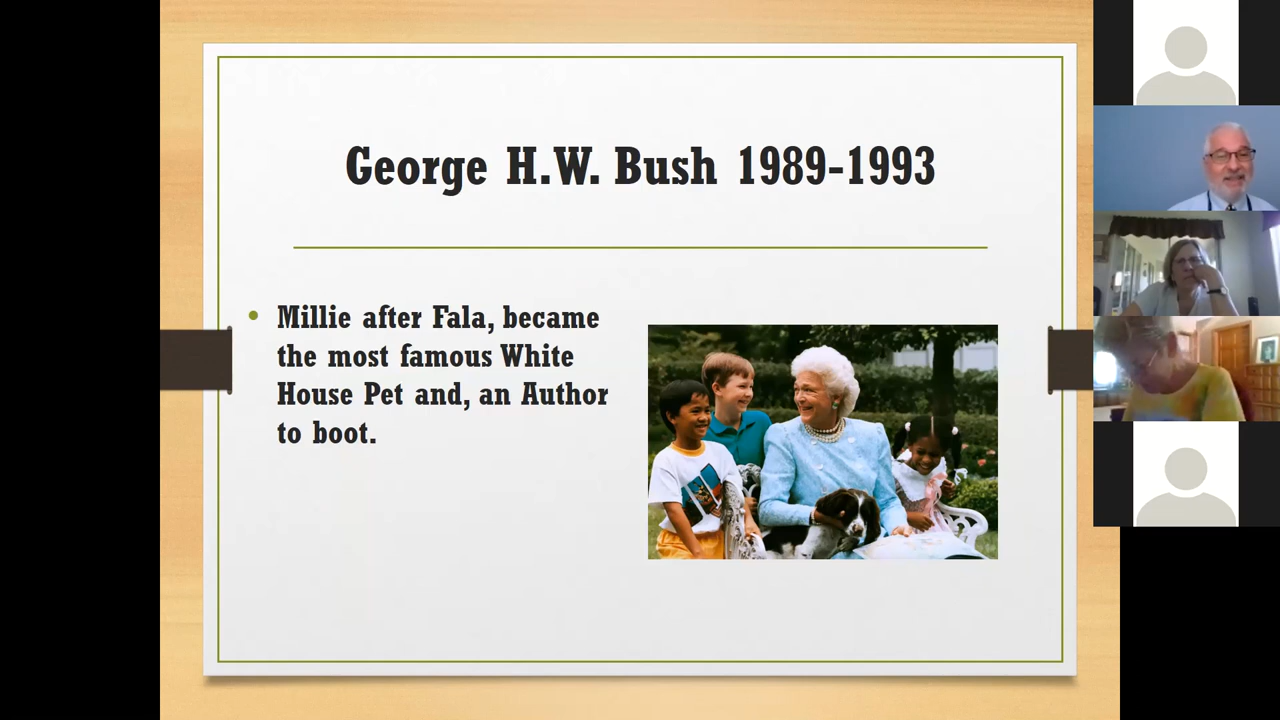 George H.W. Bush 1989-1993
• Millie after Fala, became
the most famous White
House Pet and, an Author
to boot.